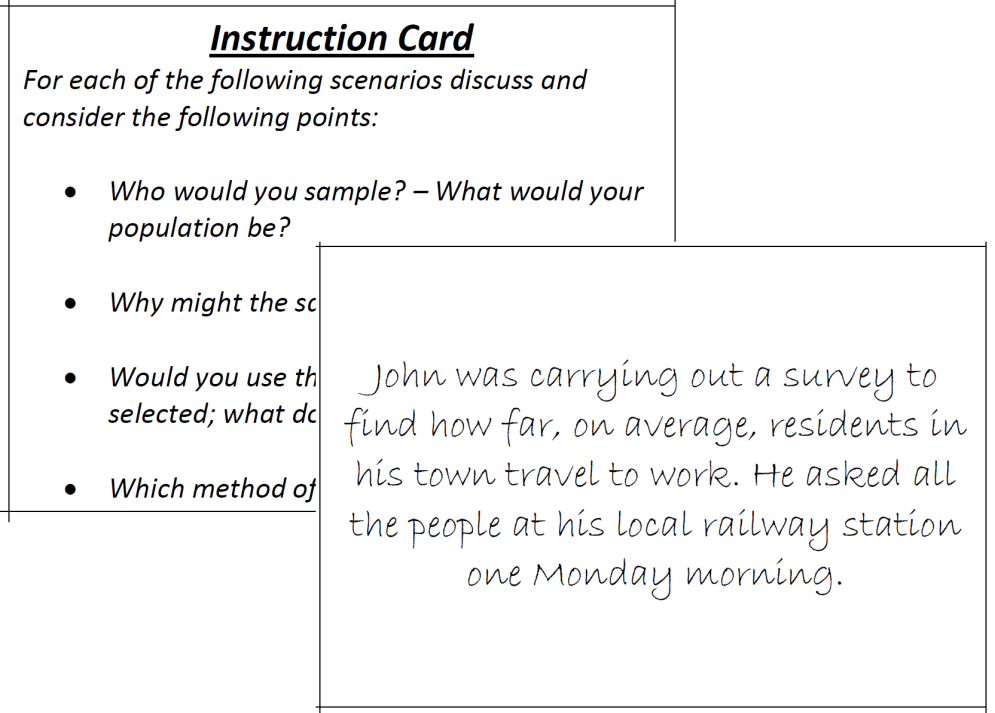 Instruction Card
For each of the following scenarios discuss and
consider the following points:
• Who would you sample? – What would your
population be?
• Why might the
• Would you use
selected; what
• Which method of
John was carrying out a survey to
find how far, on average, residents in
his town travel to work. He asked all
the people at his local railway station
one Monday morning.